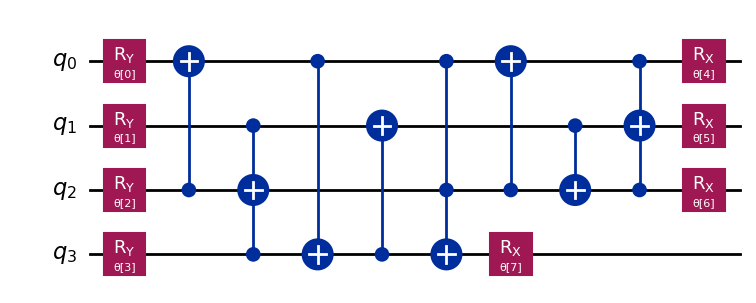 q0 RY θ[0] RX θ[4]
q1 RY θ[1] RX θ[5]
q2 RY θ[2] RX θ[6]
q3 RY θ[3] RX θ[7]